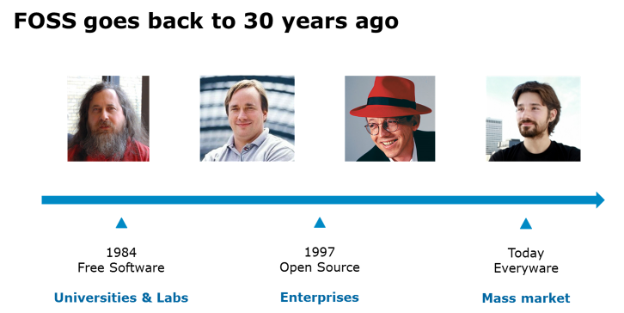 FOSS goes back to 30 years ago
1984
Free Software
Universities & Labs
1997
Open Source
Enterprises
Today
Everyware
Mass market